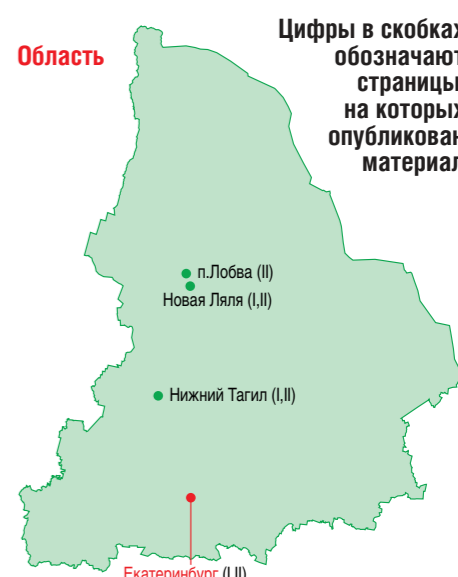 Область
Цифры в скобках
обозначают
страницы,
на которых
опубликован
материал
п.Лобва (II)
Новая Ляля (I,II)
Нижний Тагил (I,II)
Екатеринбург (I,II)